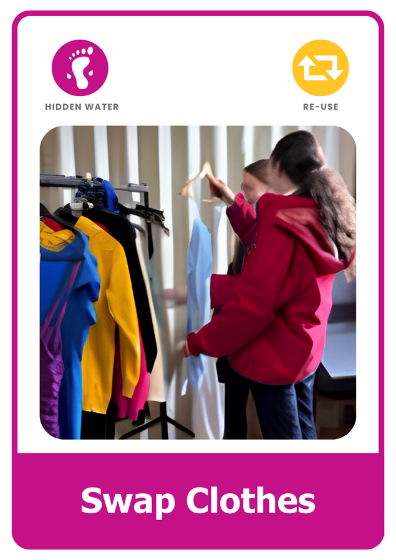 HIDDEN WATER
RE-USE
Swap Clothes